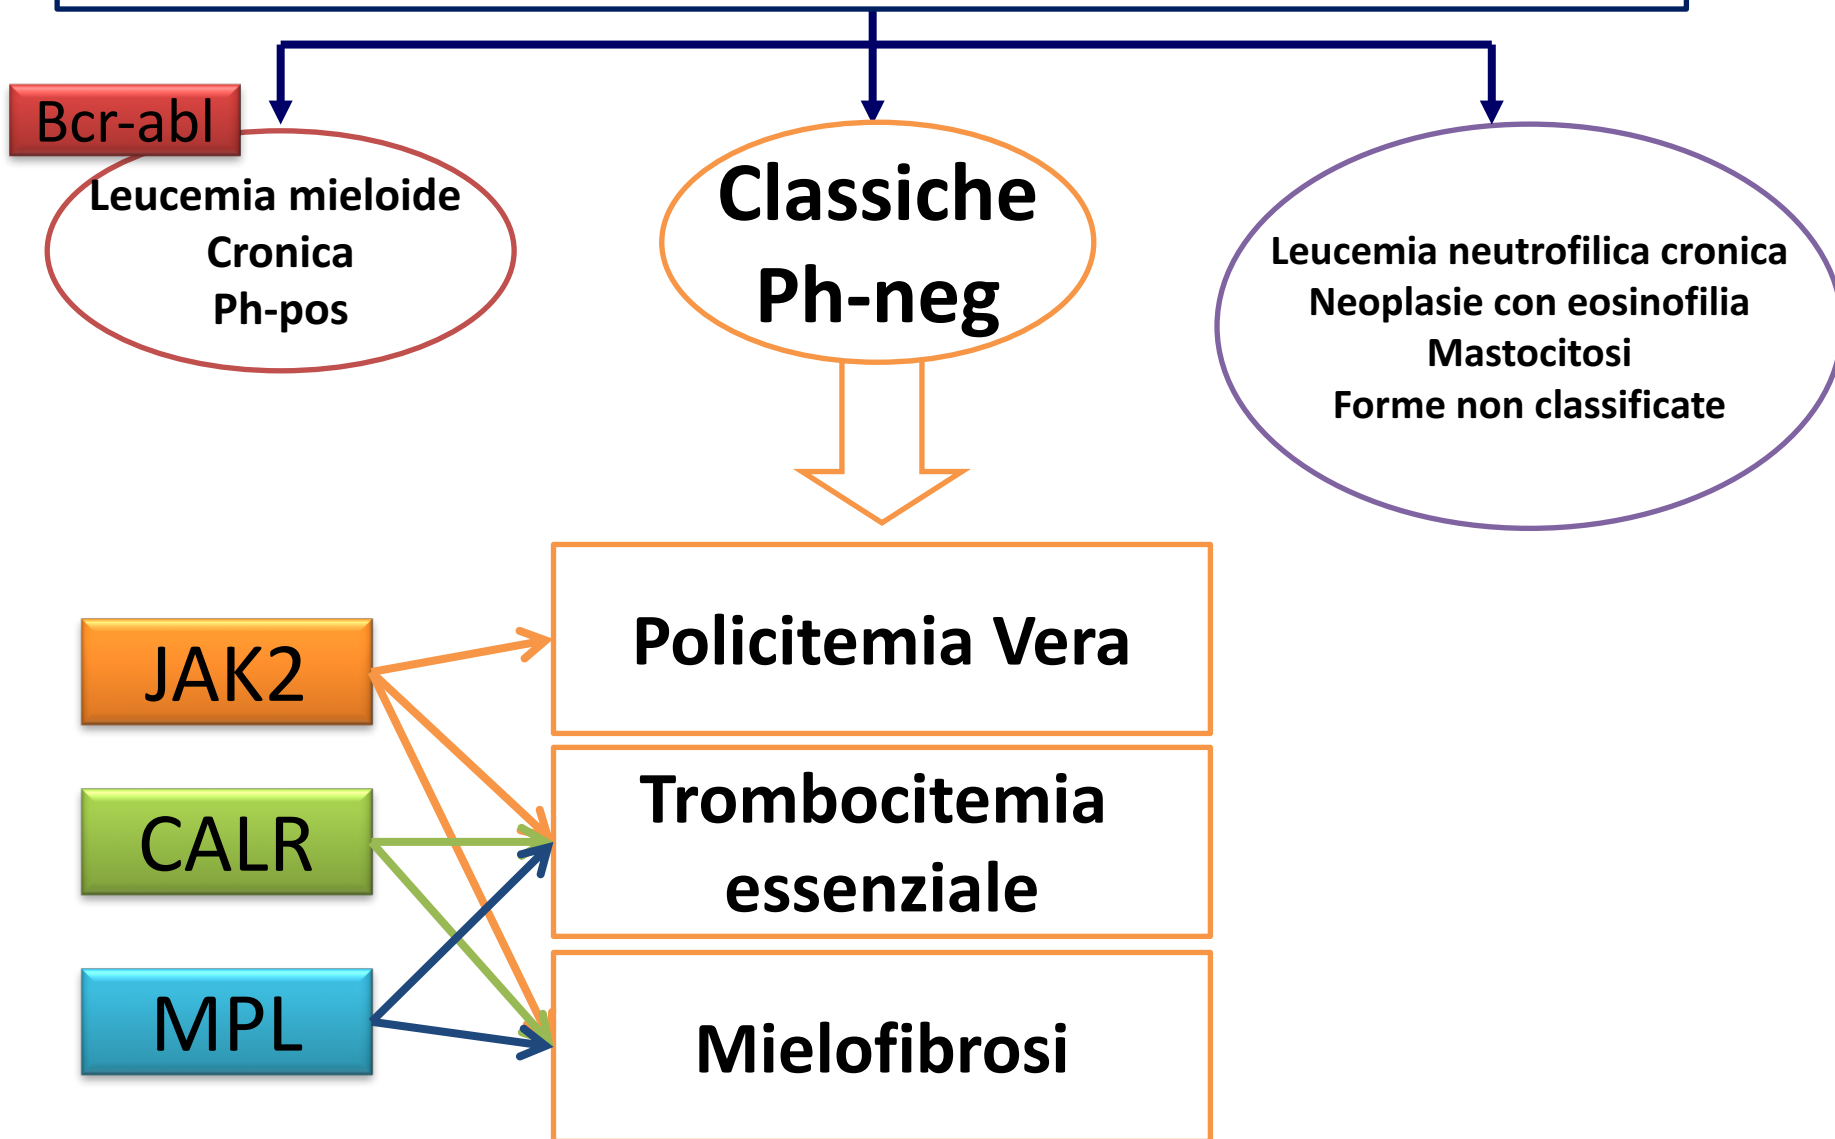 Bcr-abl
Leucemia mieloide
Cronica
Ph-pos
Classiche
Ph-neg
Leucemia neutrofilica cronica
Neoplasie con eosinofilia
Mastocitosi
Forme non classificate
JAK2
CALR
MPL
Policitemia Vera
Trombocitemia
essenziale
Mielofibrosi